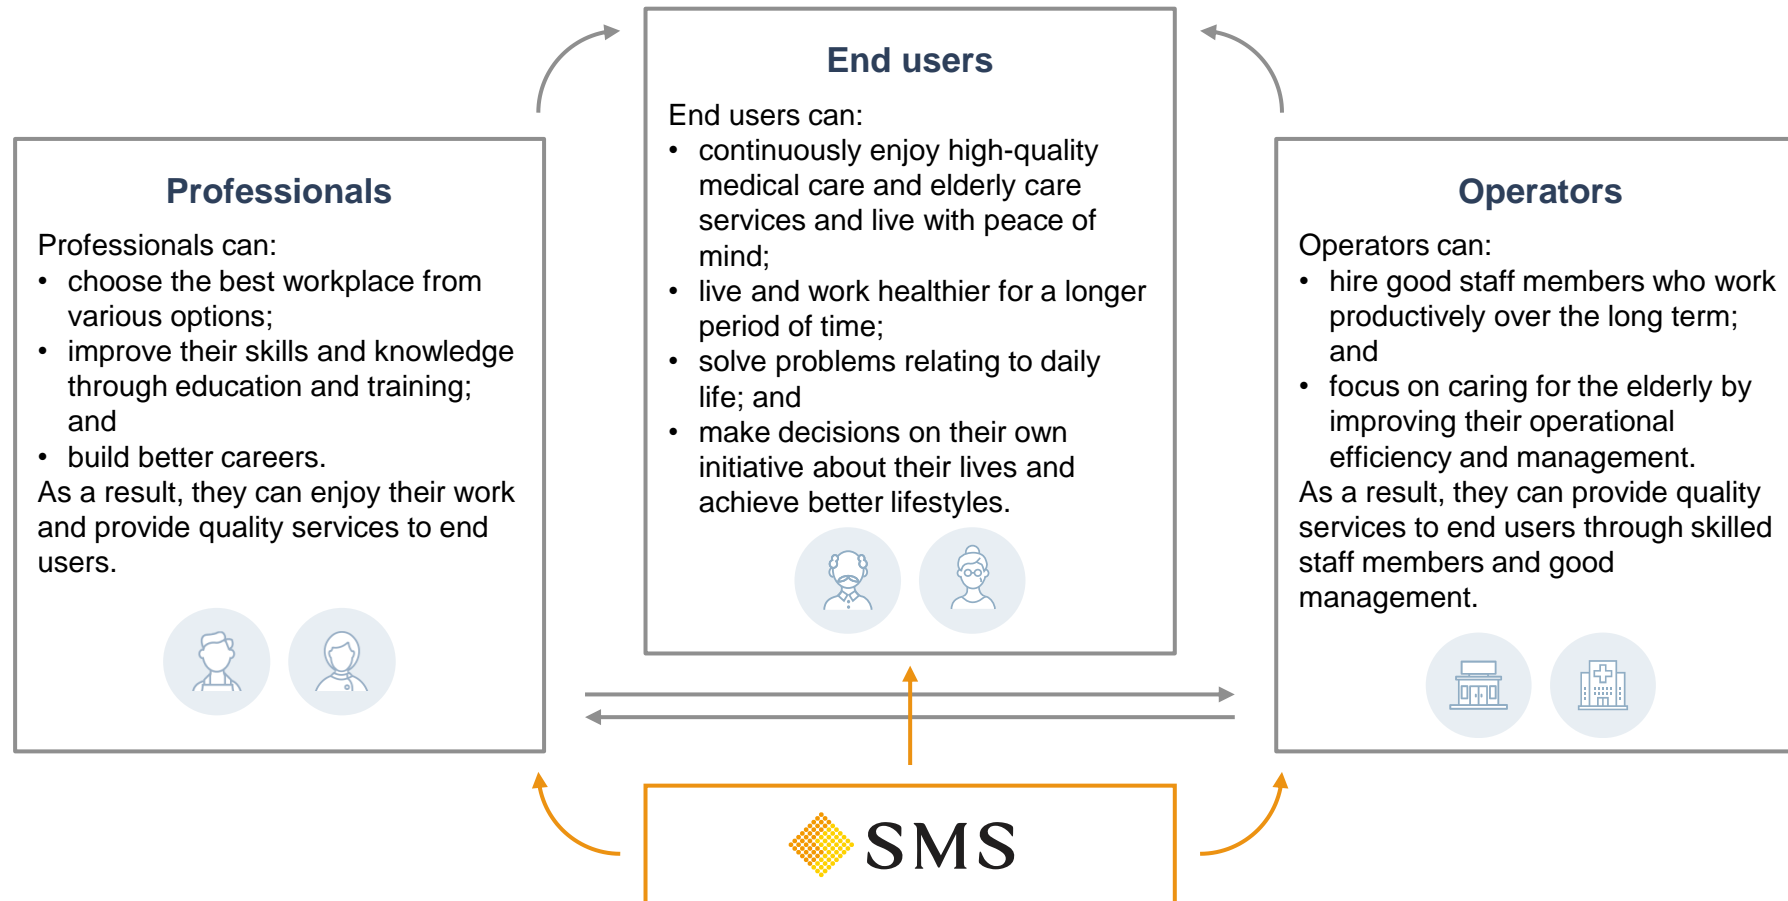 End users
End users can:
• continuously enjoy high-quality
medical care and elderly care
services and live with peace of
mind;
• live and work healthier for a longer
period of time;
• solve problems relating to daily
life; and
• make decisions on their own
initiative about their lives and
achieve better lifestyles.
Professionals
Professionals can:
• choose the best workplace from
various options;
• improve their skills and knowledge
through education and training;
and
• build better careers.
As a result, they can enjoy their work
and provide quality services to end
users.
Operators
Operators can:
• hire good staff members who work
productively over the long term;
and
• focus on caring for the elderly by
improving their operational
efficiency and management.
As a result, they can provide quality
services to end users through skilled
staff members and good
management.
SMS